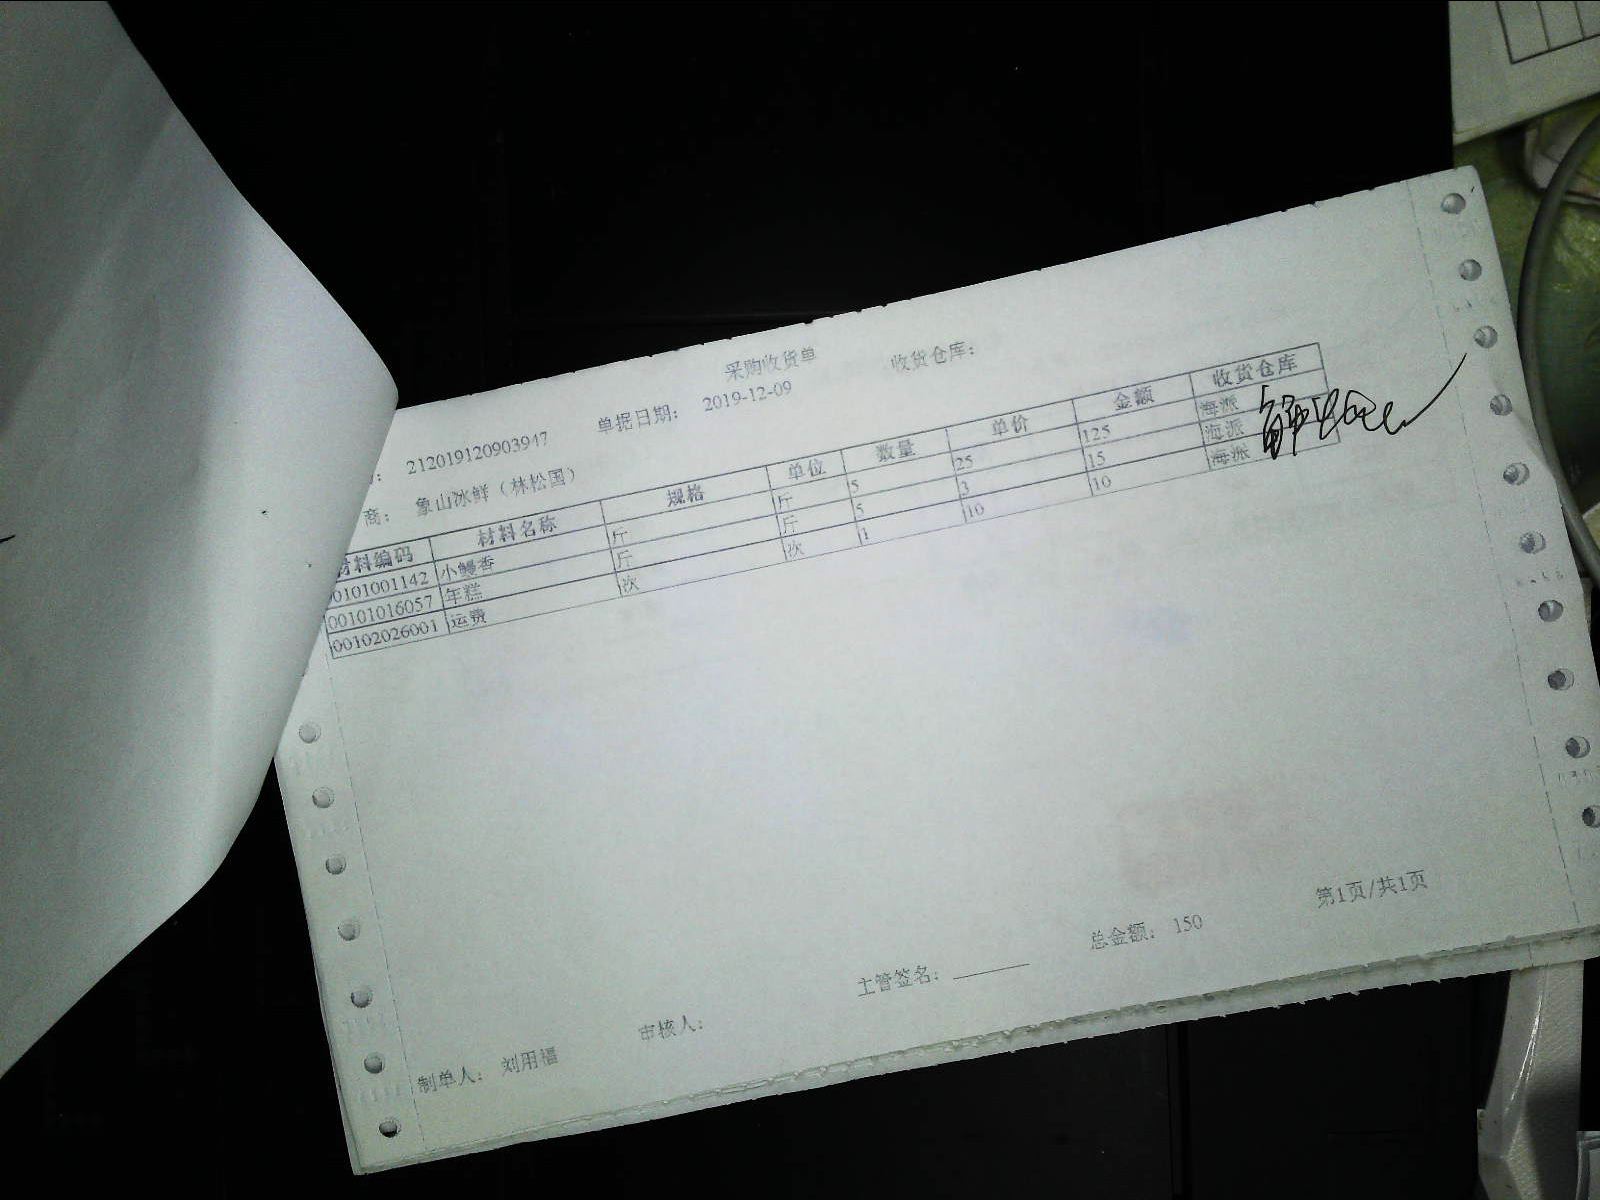 采购收货单 收货仓库：
212019120903947 单据日期： 2019-12-09
商： 象山冰鲜（林松国）
材料编码 材料名称 规格 单位 数量 单价 金额 收货仓库
0101001142 小鳗香 斤 斤 5 25 125 海派
00101016057 年糕 斤 斤 5 3 15 海派
00102026001 运费 次 次 1 10 10 海派
总金额： 150 第1页/共1页
主管签名：
制单人： 刘用福 审核人：